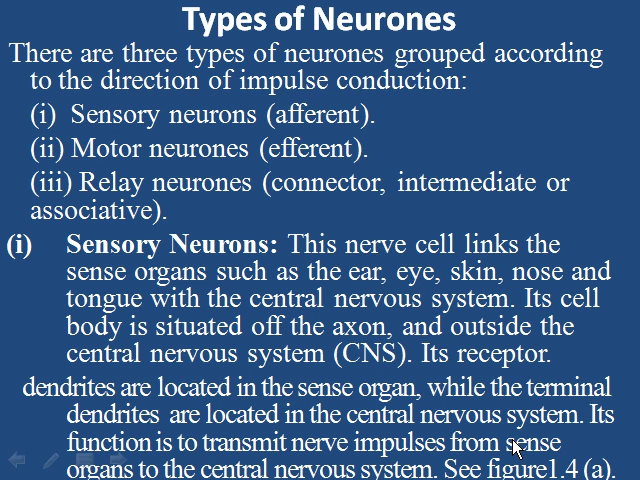 Types of Neurones
There are three types of neurones grouped according
to the direction of impulse conduction:
(i) Sensory neurons (afferent).
(ii) Motor neurones (efferent).
(iii) Relay neurones (connector, intermediate or
associative).
(i) Sensory Neurons: This nerve cell links the
sense organs such as the ear, eye, skin, nose and
tongue with the central nervous system. Its cell
body is situated off the axon, and outside the
central nervous system (CNS). Its receptor.
dendrites are located in the sense organ, while the terminal
dendrites are located in the central nervous system. Its
function is to transmit nerve impulses from sense
organs to the central nervous system. See figure1.4 (a).